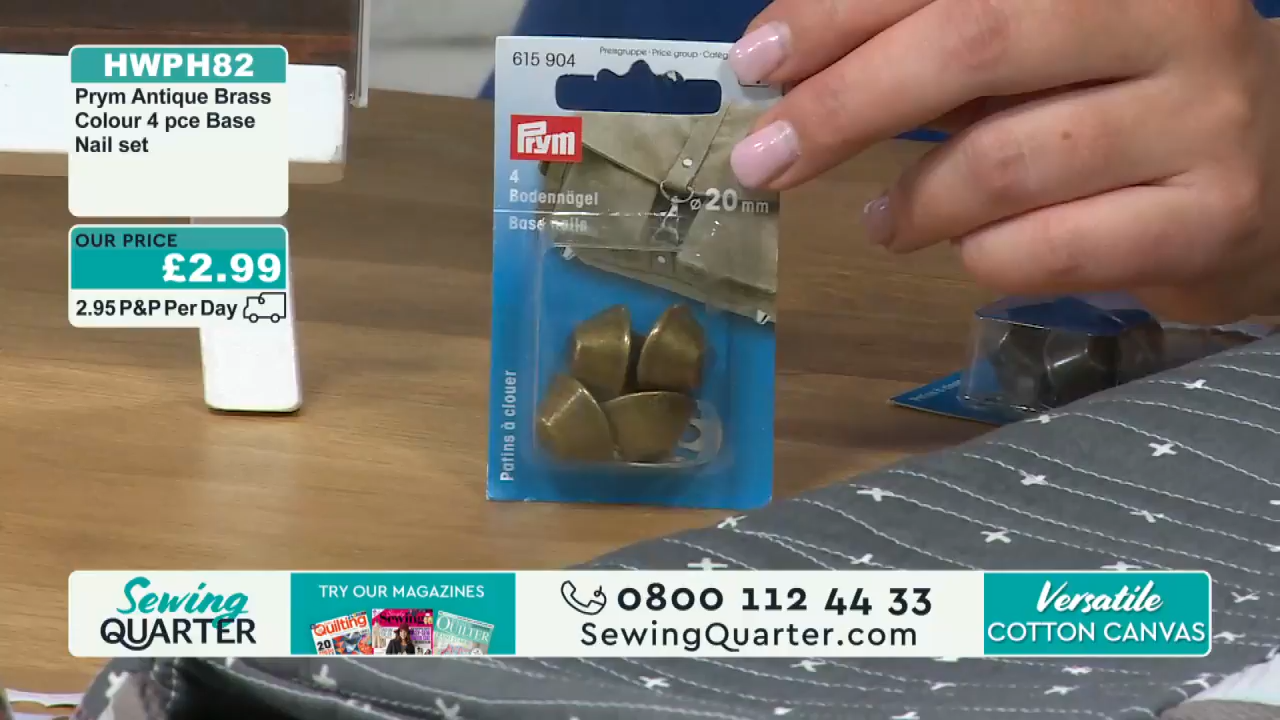 HWPH82
Prym Antique Brass
Colour 4 pce Base
Nail set
OUR PRICE
£2.99
2.95 P&P Per Day
615 904
Preisgruppe · Price group · Catég
Prym
4
Bodennägel
Base nails
ø 20 mm
Patins à clouer
Sewing
QUARTER
TRY OUR MAGAZINES
Quilting
20
Sewing
QUILTER
0800 112 44 33
SewingQuarter.com
Versatile
COTTON CANVAS